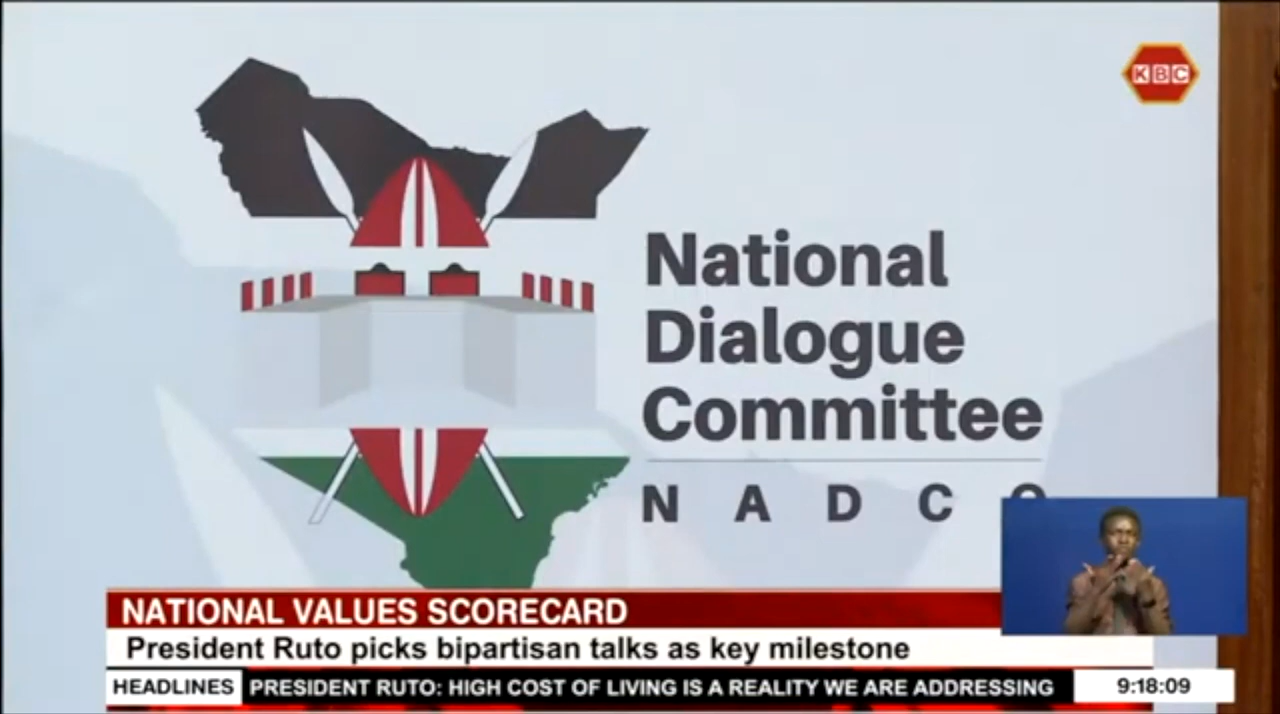 KBC
National
Dialogue
Committee
N A D C O
NATIONAL VALUES SCORECARD
President Ruto picks bipartisan talks as key milestone
HEADLINES PRESIDENT RUTO: HIGH COST OF LIVING IS A REALITY WE ARE ADDRESSING 9:18:09